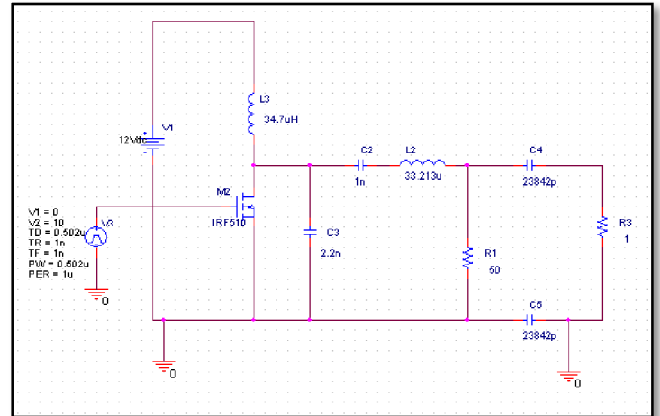 L3
34.7uH
V1
12Vdc
C2
1n
L2
33.213u
C4
23842p
M2
IRF510
V1 = 0
V2 = 10
TD = 0.502u
TR = 1n
TF = 1n
PW = 0.502u
PER = 1u
C3
2.2n
R1
50
R3
1
C5
23842p
0
0
0